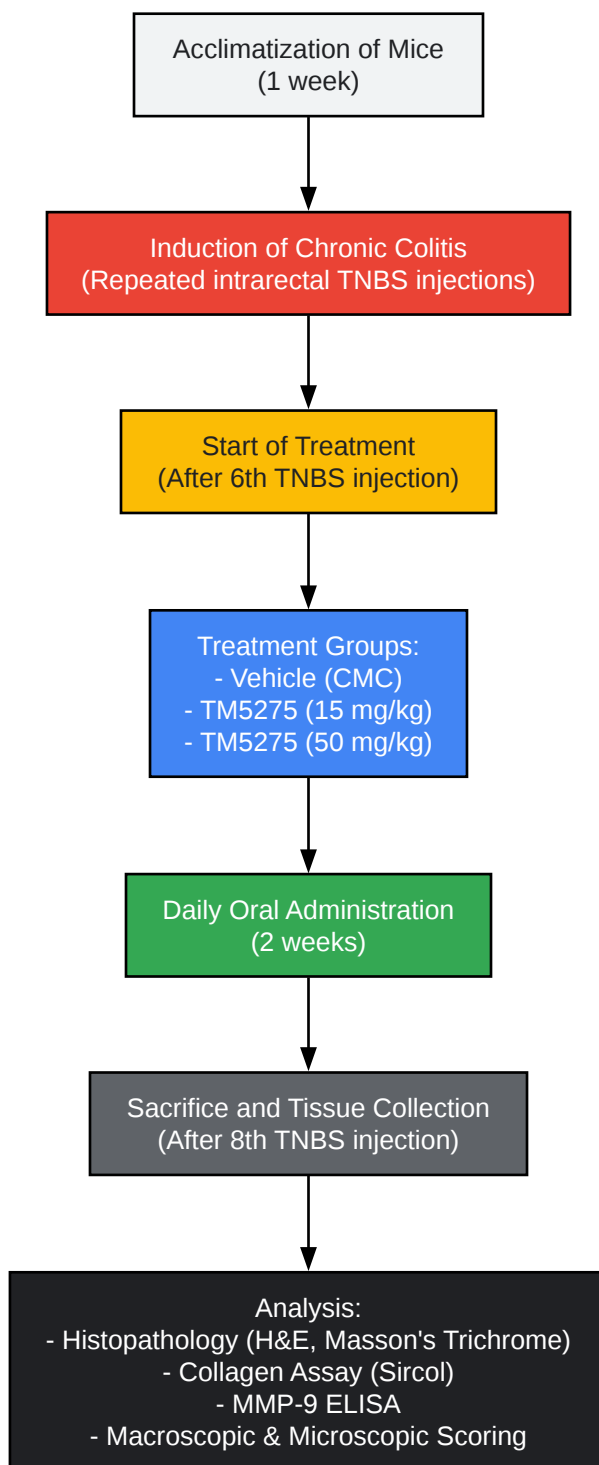 Acclimatization of Mice
(1 week)
Induction of Chronic Colitis
(Repeated intrarectal TNBS injections)
Start of Treatment
(After 6th TNBS injection)
Treatment Groups:
- Vehicle (CMC)
- TM5275 (15 mg/kg)
- TM5275 (50 mg/kg)
Daily Oral Administration
(2 weeks)
Sacrifice and Tissue Collection
(After 8th TNBS injection)
Analysis:
- Histopathology (H&E, Masson's Trichrome)
- Collagen Assay (Sircol)
- MMP-9 ELISA
- Macroscopic & Microscopic Scoring